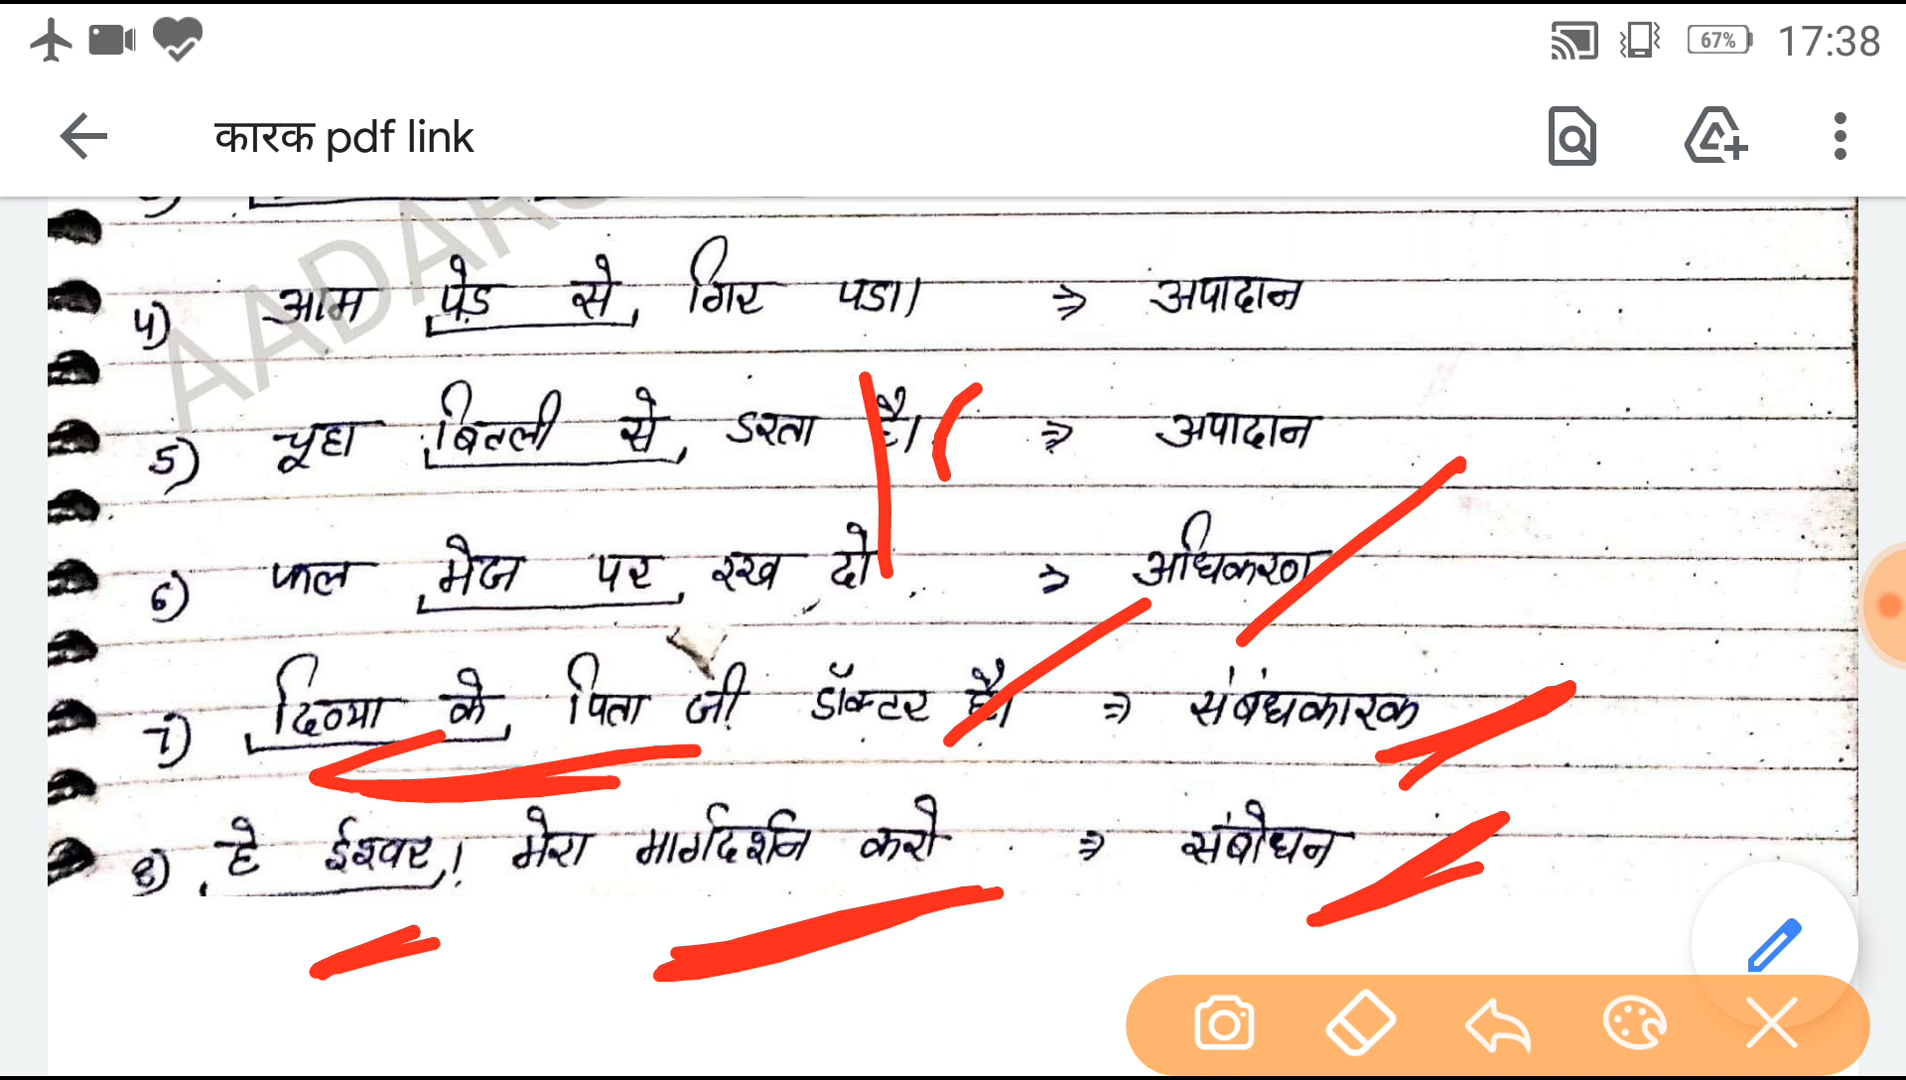 67% 17:38
कारक pdf link
AADAR
4) आम पेड़ से गिर पडा। ⇒ अपादान
5) चूहा बिल्ली से डरता है। ⇒ अपादान
6) फल मेज पर रख दो ⇒ अधिकरण
7) दिव्या के पिता जी डॉक्टर है। ⇒ संबंधकारक
8) हे ईश्वर! मेरा मार्गदर्शन करो ⇒ संबोधन